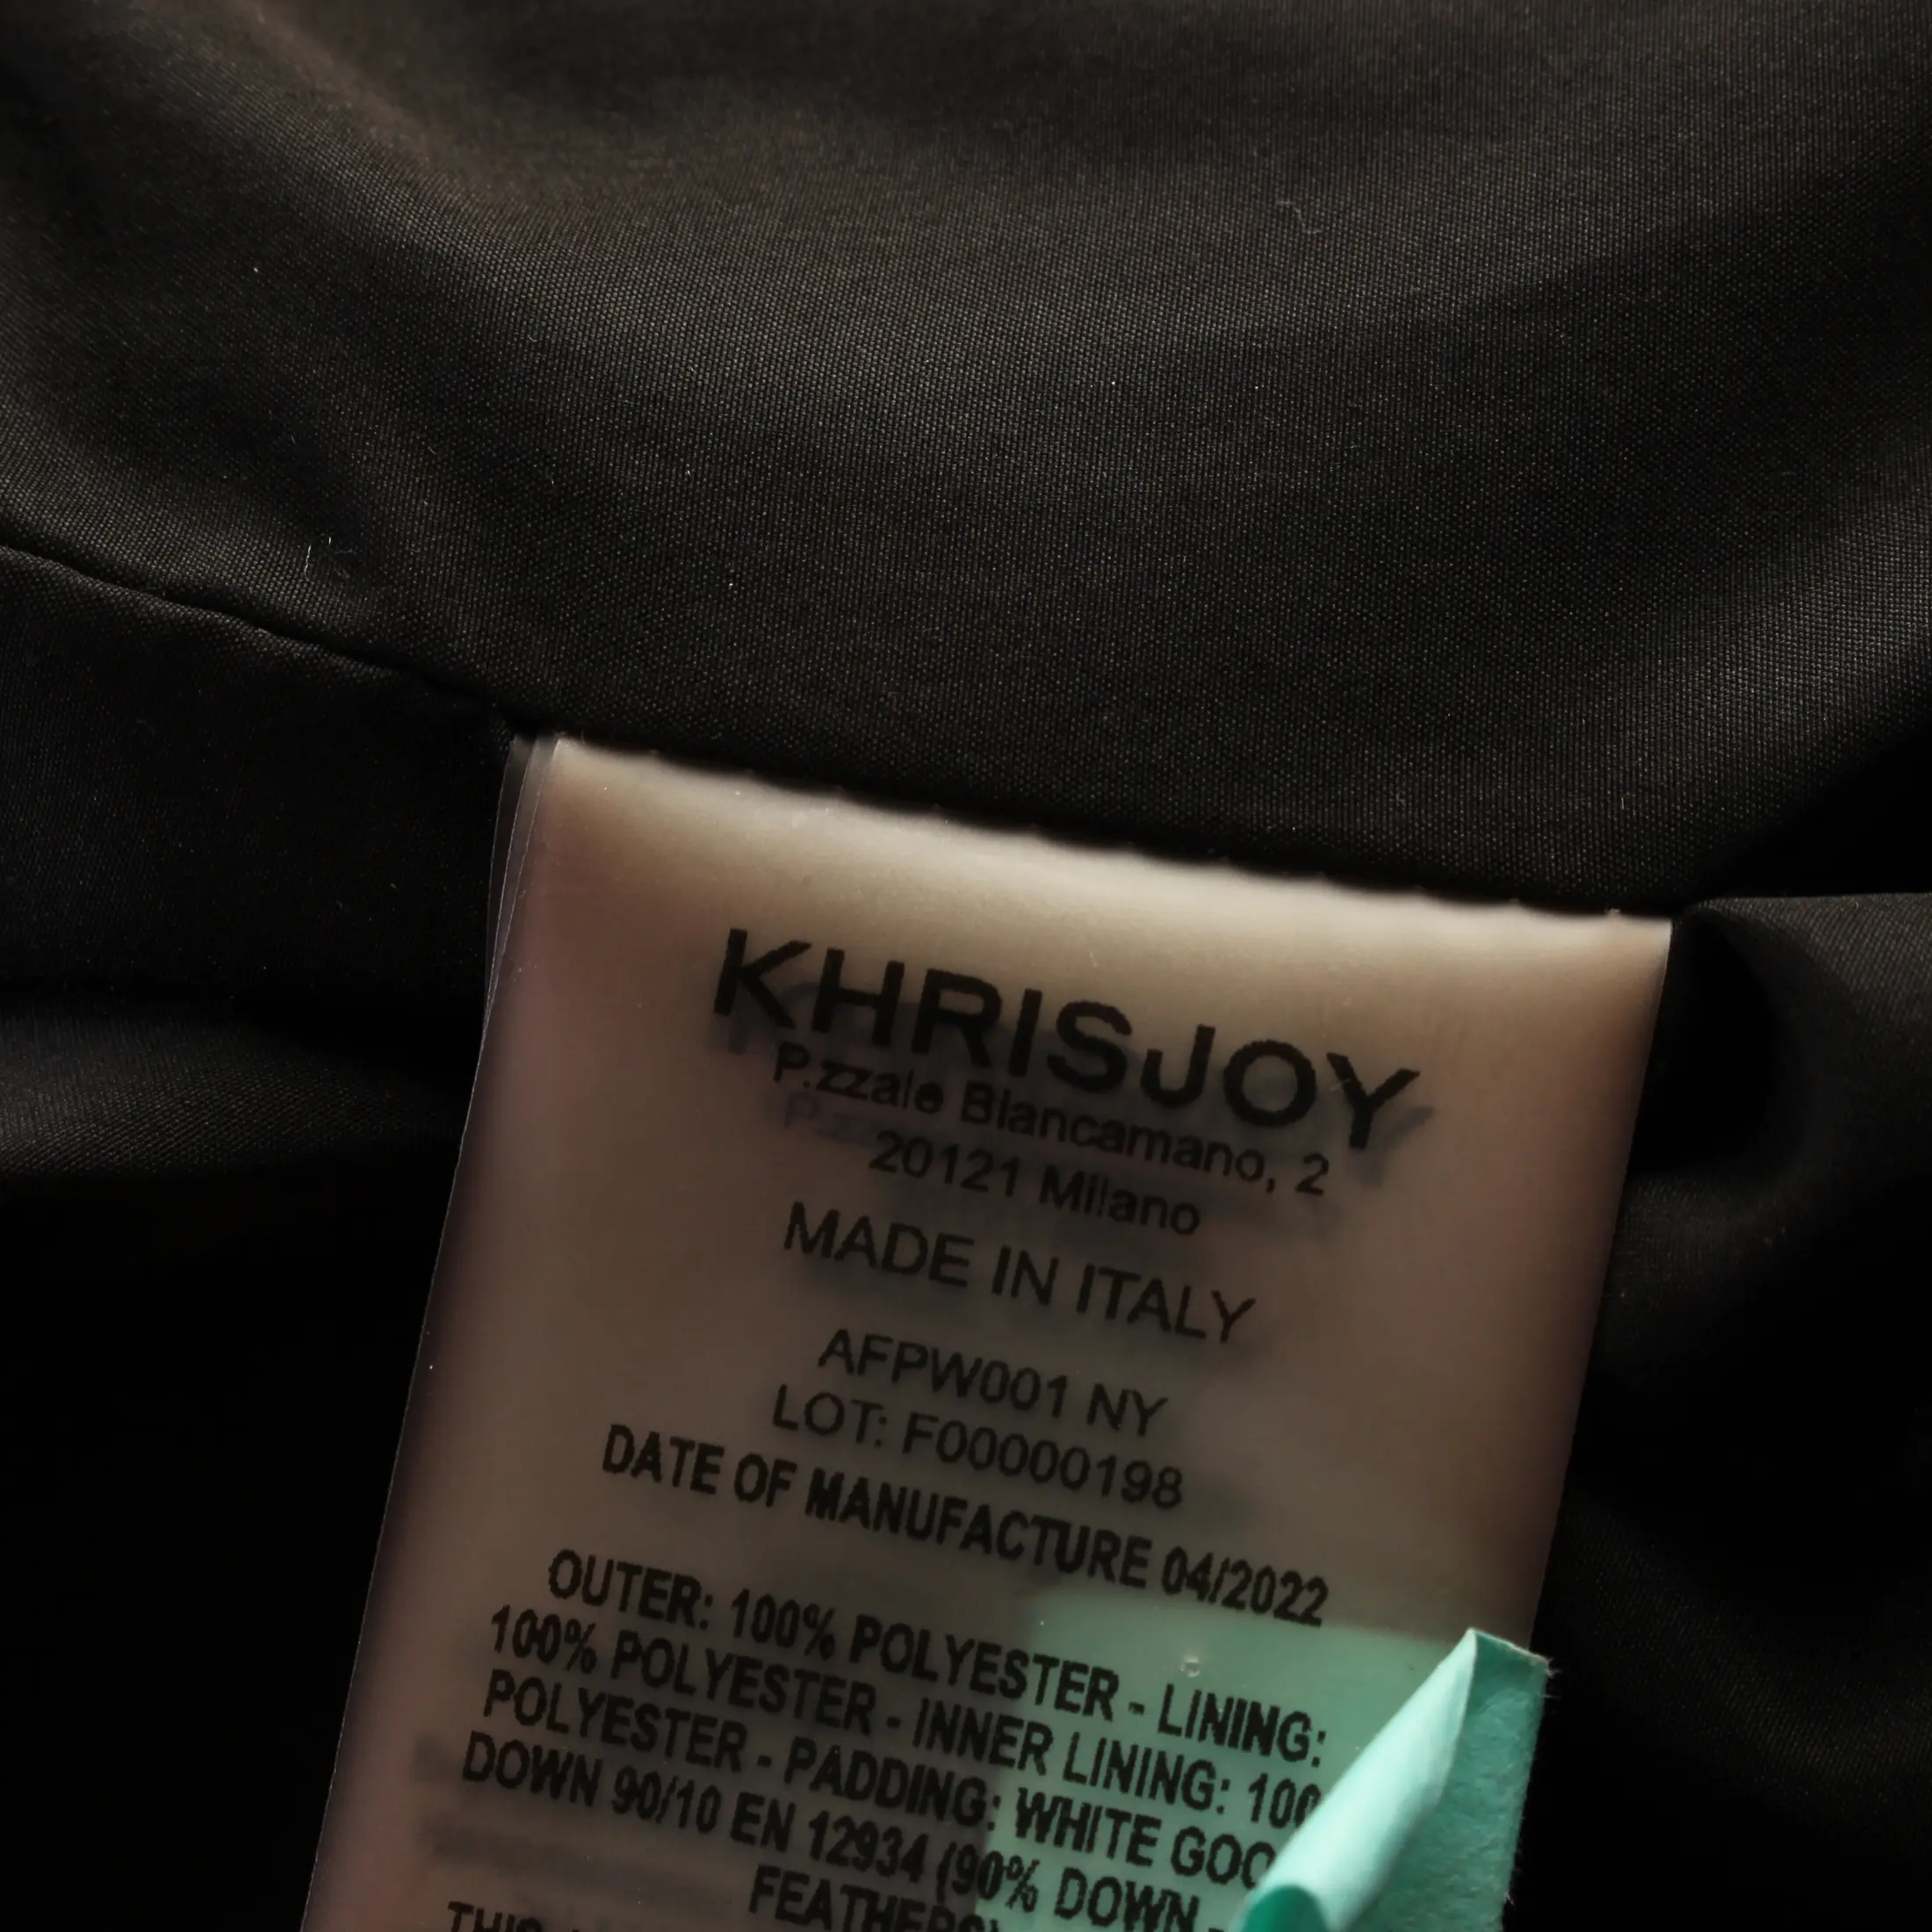 KHRISJOY
P.zzale Biancamano, 2
20121 Milano
MADE IN ITALY
AFPW001 NY
LOT: F00000198
DATE OF MANUFACTURE 04/2022
OUTER: 100% POLYESTER - LINING:
100% POLYESTER - INNER LINING: 100
POLYESTER - PADDING: WHITE GOO
DOWN 90/10 EN 12934 (90% DOWN -
FEATHERS)
THIS